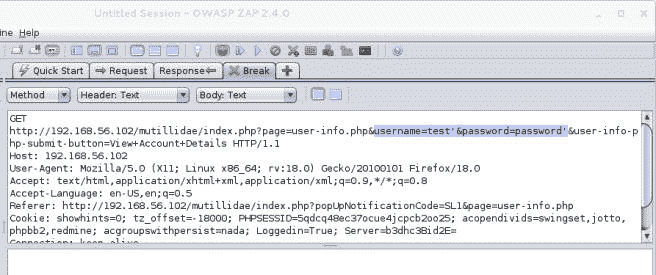 Untitled Session - OWASP ZAP 2.4.0
ine Help
Quick Start Request Response Break
Method Header: Text Body: Text
GET
http://192.168.56.102/mutillidae/index.php?page=user-info.php&username=test'&password=password'&user-info-p
hp-submit-button=View+Account+Details HTTP/1.1
Host: 192.168.56.102
User-Agent: Mozilla/5.0 (X11; Linux x86_64; rv:18.0) Gecko/20100101 Firefox/18.0
Accept: text/html,application/xhtml+xml,application/xml;q=0.9,*/*;q=0.8
Accept-Language: en-US,en;q=0.5
Referer: http://192.168.56.102/mutillidae/index.php?popUpNotificationCode=SL1&page=user-info.php
Cookie: showhints=0; tz_offset=-18000; PHPSESSID=5qdcq48ec37ocue4jcpcb2oo25; acopendivids=swingset,jotto,
phpbb2,redmine; acgroupswithpersist=nada; Loggedin=True; Server=b3dhc3Bid2E=
Connection: keep-alive